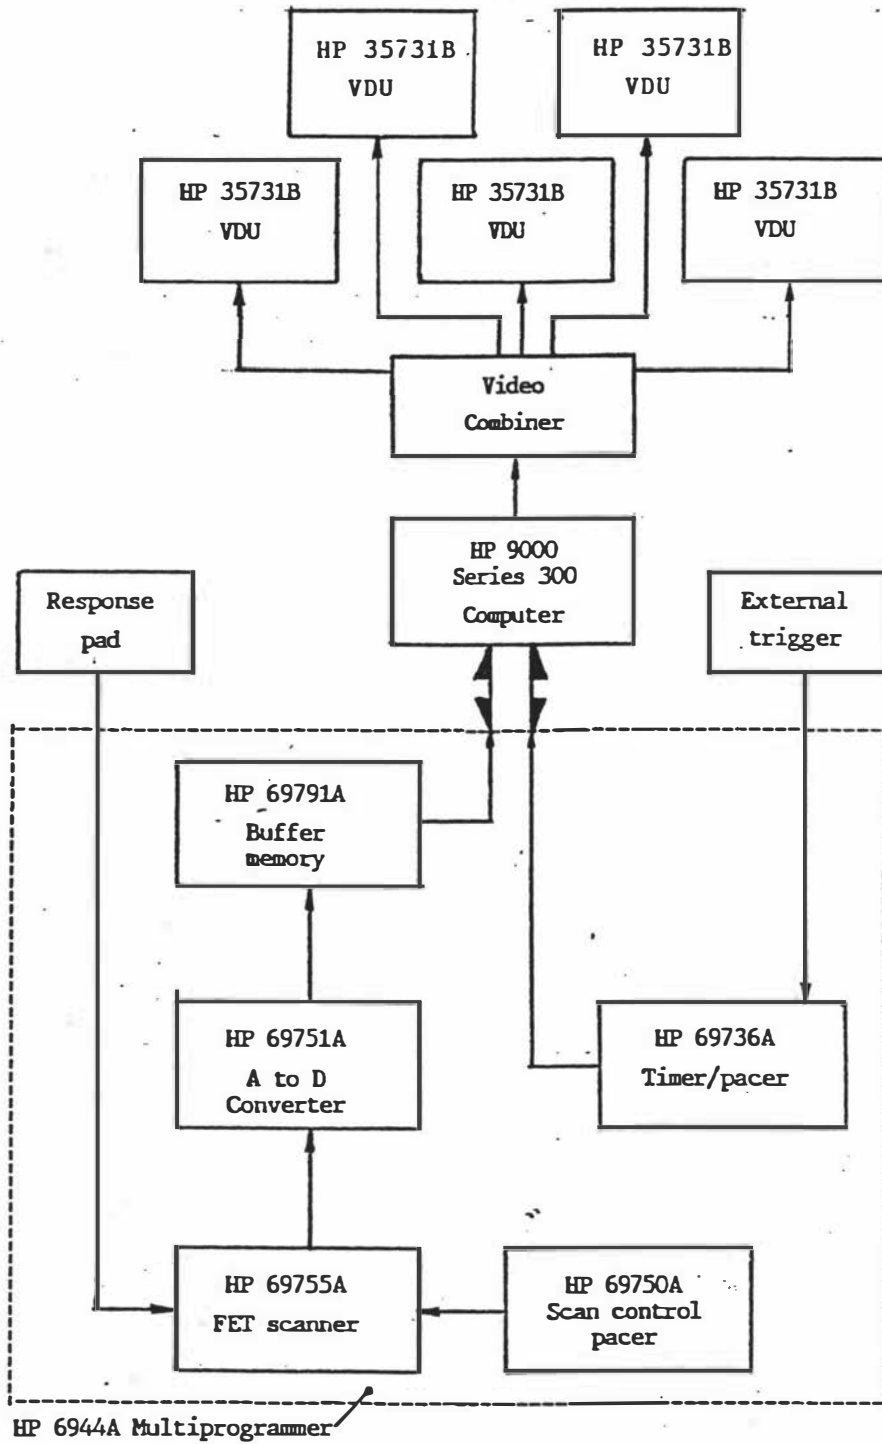 HP 35731B
VDU
HP 35731B
VDU
HP 35731B
VDU
HP 35731B
VDU
HP 35731B
VDU
Video
Combiner
HP 9000
Series 300
Computer
Response
pad
External
trigger
HP 69791A
Buffer
memory
HP 69751A
A to D
Converter
HP 69736A
Timer/pacer
HP 69755A
FET scanner
HP 69750A
Scan control
pacer
HP 6944A Multiprogrammer